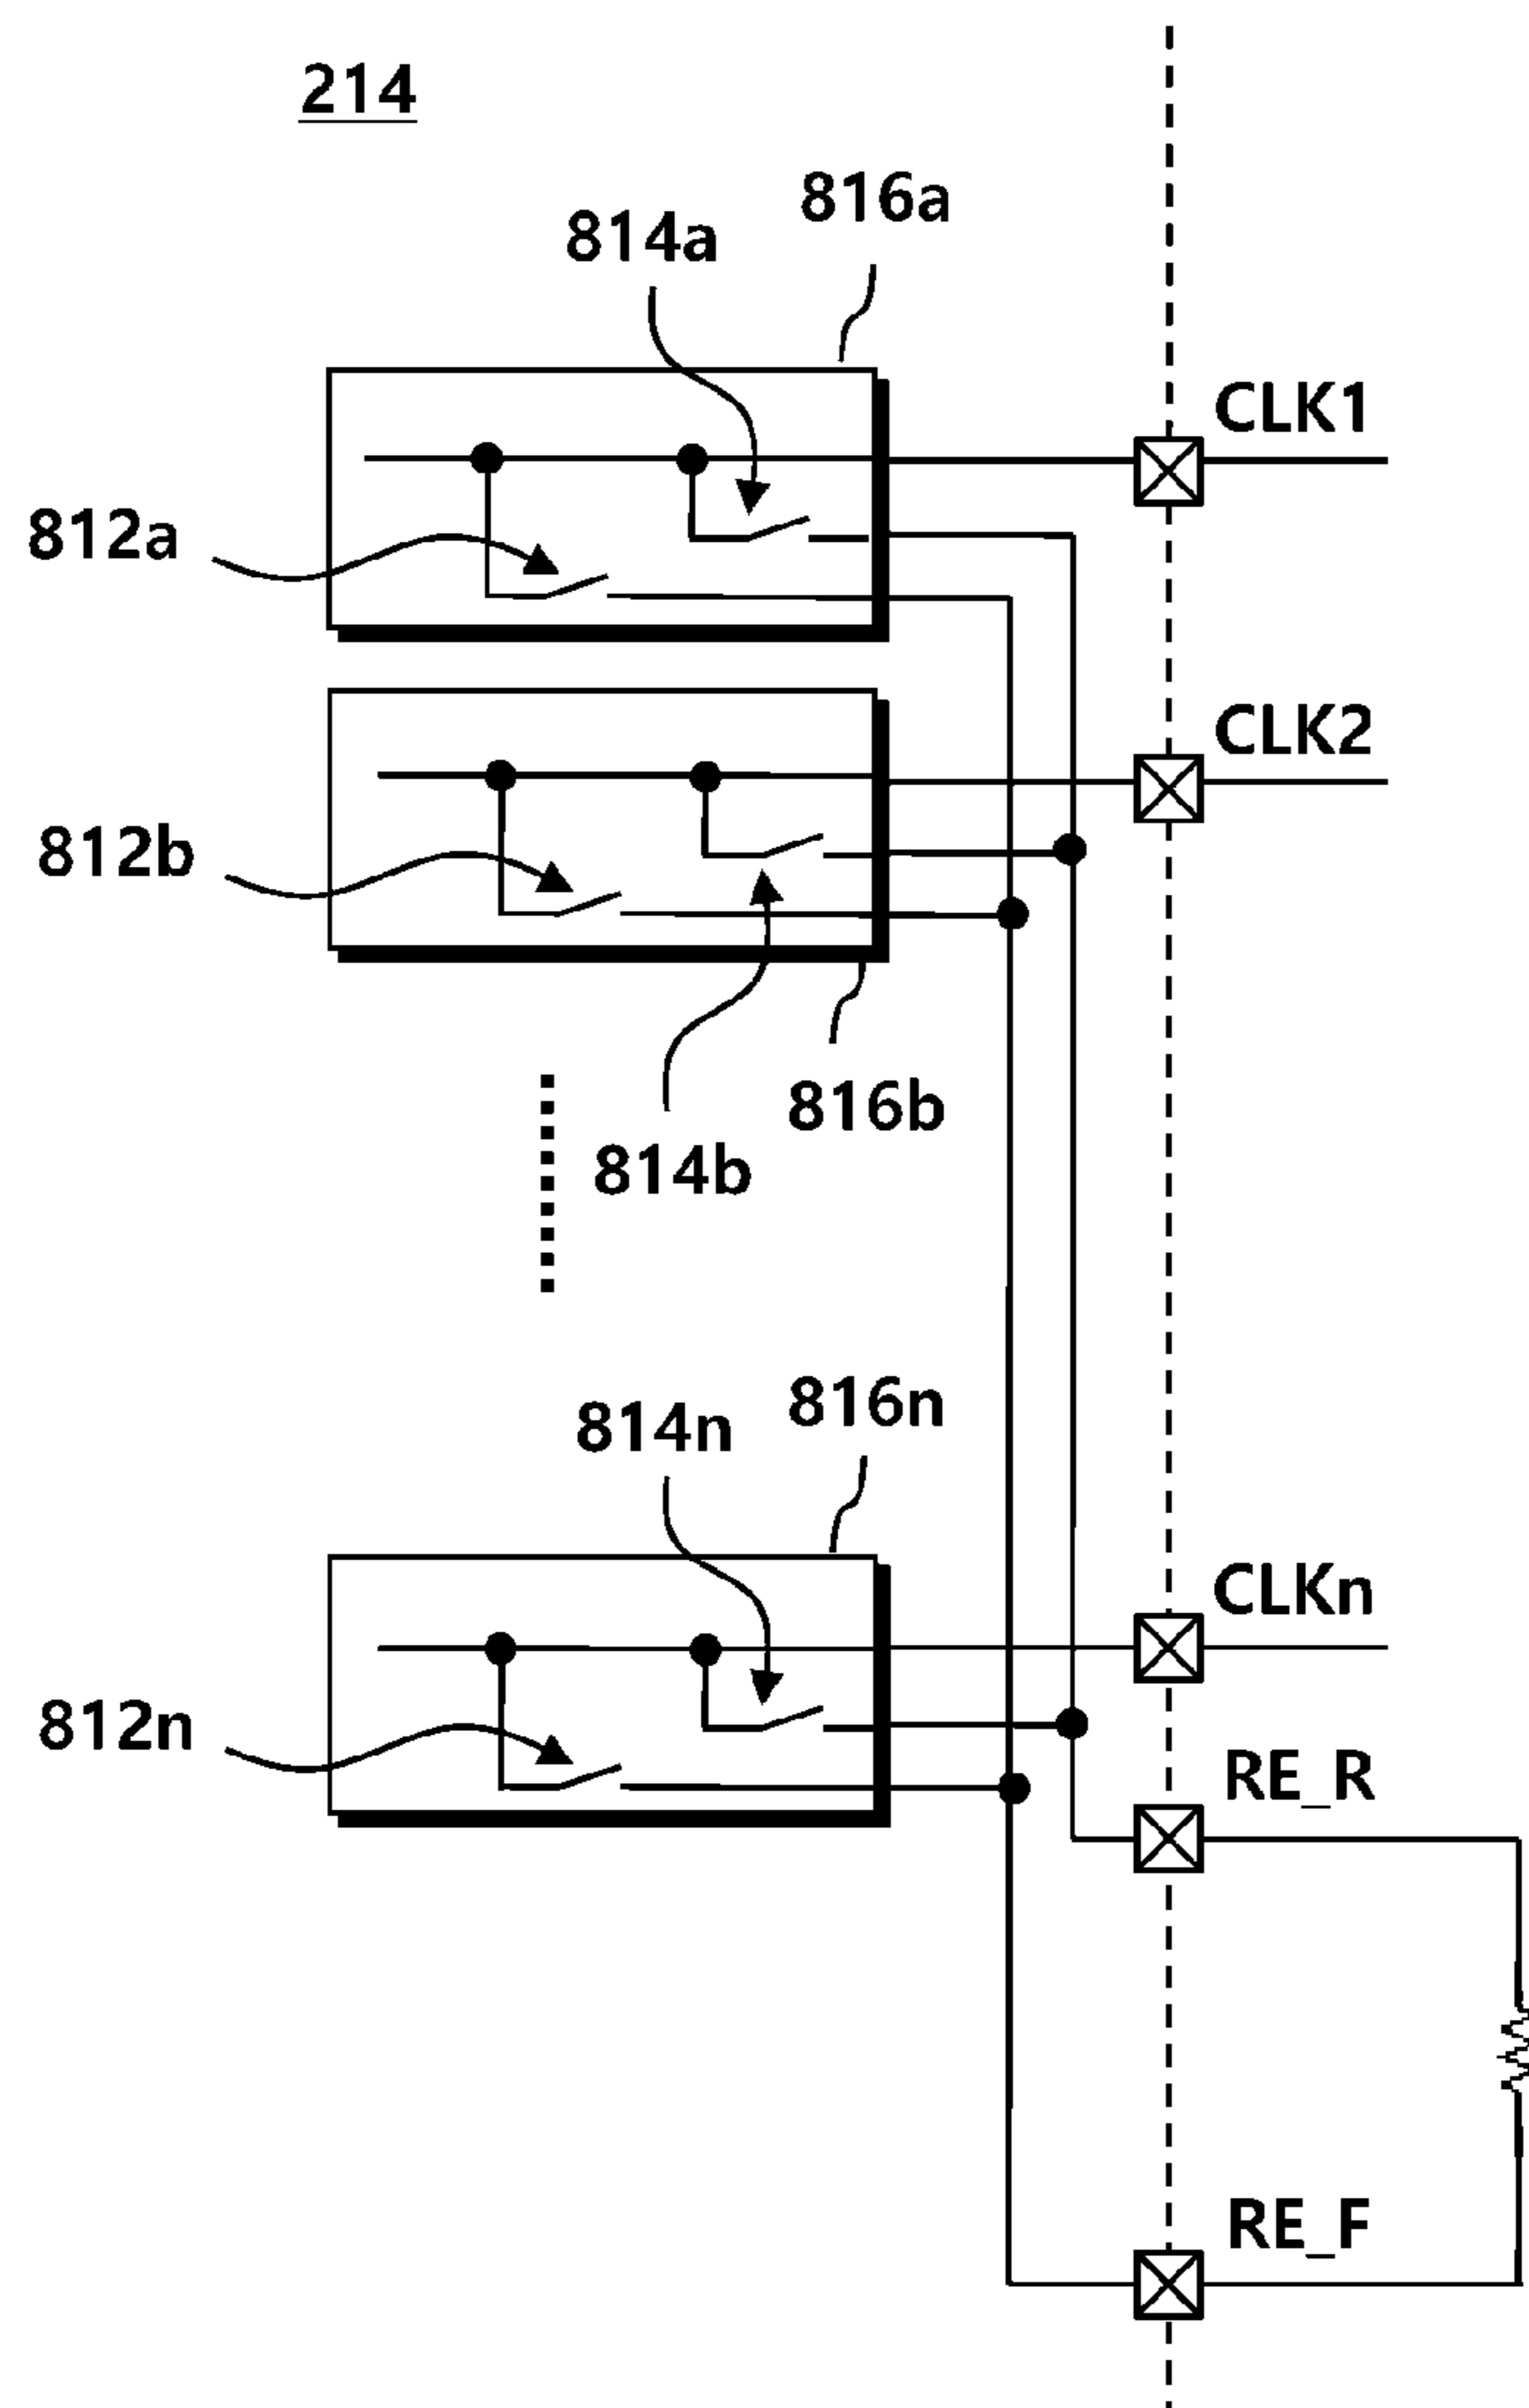 214
816a
814a
CLK1
812a
CLK2
812b
816b
814b
816n
814n
CLKn
812n
RE_R
RE_F